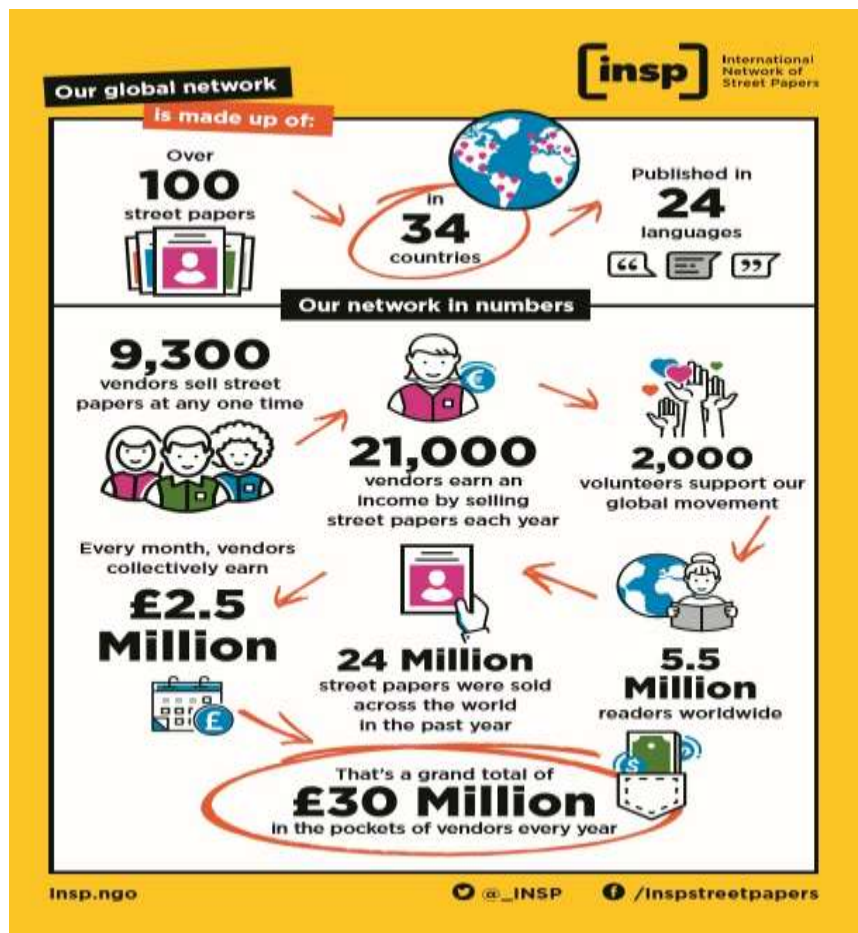 Our global network
is made up of:
[insp]
International
Network of
Street Papers
Over
100
street papers
in
34
countries
Published in
24
languages
Our network in numbers
9,300
vendors sell street
papers at any one time
€
21,000
vendors earn an
income by selling
street papers each year
2,000
volunteers support our
global movement
5.5
Million
readers worldwide
24 Million
street papers were sold
across the world
in the past year
Every month, vendors
collectively earn
£2.5
Million
£
$
That's a grand total of
£30 Million
in the pockets of vendors every year
insp.ngo
@_INSP
/inspstreetpapers